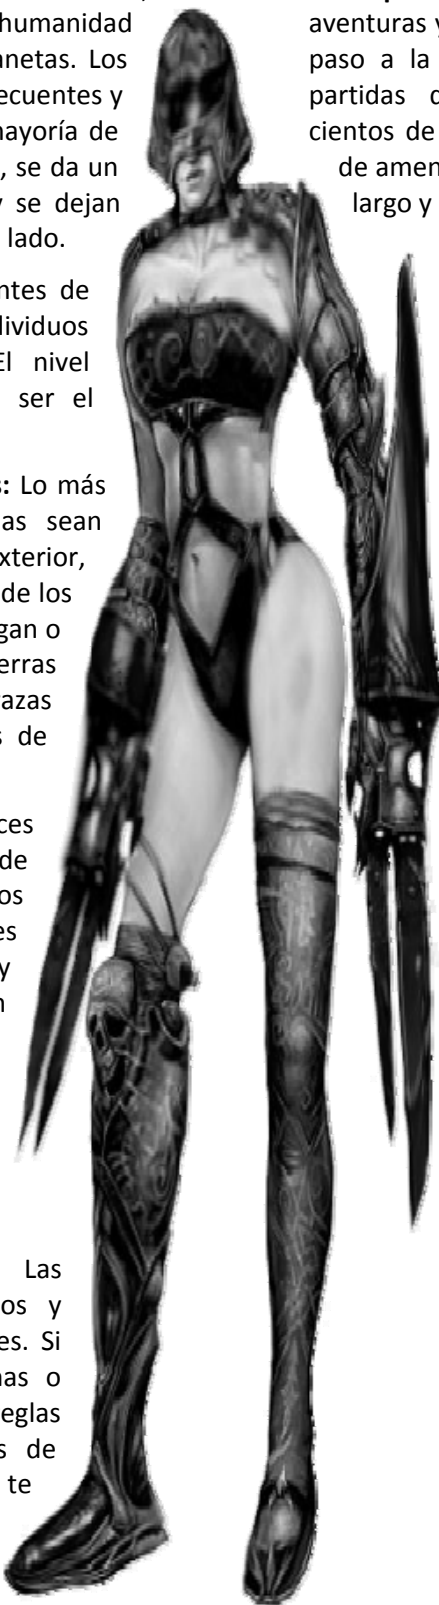 humanidad
anetas. Los
ecuentes y
mayoría de
, se da un
y se dejan
lado.
ntes de
dividuos
El nivel
ser el
s: Lo más
as sean
xterior,
de los
gan o
erras
razas
s de
ces
de
os
es
y
n
Las
os y
es. Si
nas o
eglas
s de
te
aventuras y
paso a la
partidas d
cientos de
de amen
largo y